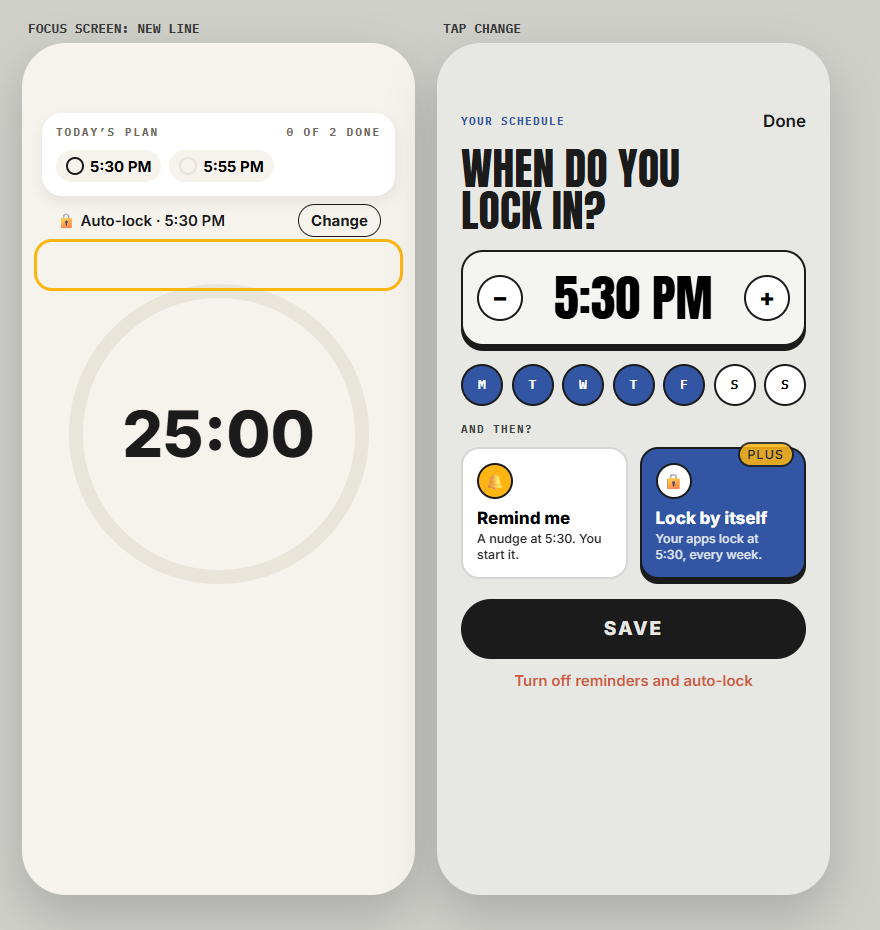 FOCUS SCREEN: NEW LINE
TODAY’S PLAN
0 OF 2 DONE
5:30 PM
5:55 PM
Auto-lock · 5:30 PM
Change
25:00
TAP CHANGE
YOUR SCHEDULE
Done
WHEN DO YOU
LOCK IN?
− 5:30 PM +
M T W T F S S
AND THEN?
Remind me
A nudge at 5:30. You
start it.
PLUS
Lock by itself
Your apps lock at
5:30, every week.
SAVE
Turn off reminders and auto-lock